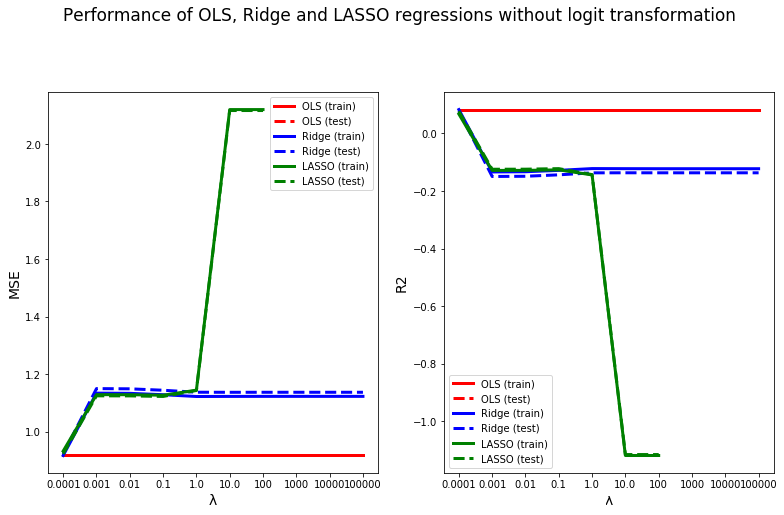 Performance of OLS, Ridge and LASSO regressions without logit transformation
OLS (train)
OLS (test)
Ridge (train)
Ridge (test)
LASSO (train)
LASSO (test)
2.0
1.8
1.6
1.4
1.2
1.0
MSE
0.0001 0.001 0.01 0.1 1.0 10.0 100 1000 10000 100000
λ
0.0
−0.2
−0.4
−0.6
−0.8
−1.0
R2
OLS (train)
OLS (test)
Ridge (train)
Ridge (test)
LASSO (train)
LASSO (test)
0.0001 0.001 0.01 0.1 1.0 10.0 100 1000 10000 100000
λ